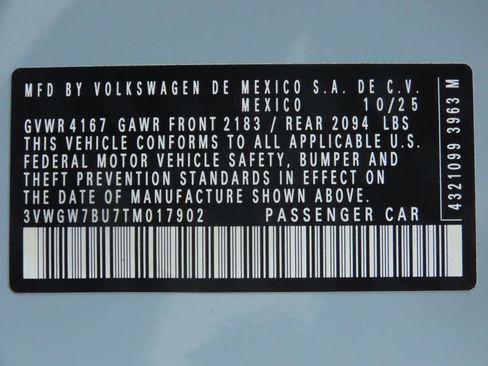 MFD BY VOLKSWAGEN DE MEXICO S.A. DE C.V.
MEXICO 10/25
GVWR 4167 GAWR FRONT 2183 / REAR 2094 LBS
THIS VEHICLE CONFORMS TO ALL APPLICABLE U.S.
FEDERAL MOTOR VEHICLE SAFETY, BUMPER AND
THEFT PREVENTION STANDARDS IN EFFECT ON
THE DATE OF MANUFACTURE SHOWN ABOVE.
3VWGW7BU7TM017902 PASSENGER CAR
4321099 3963 M